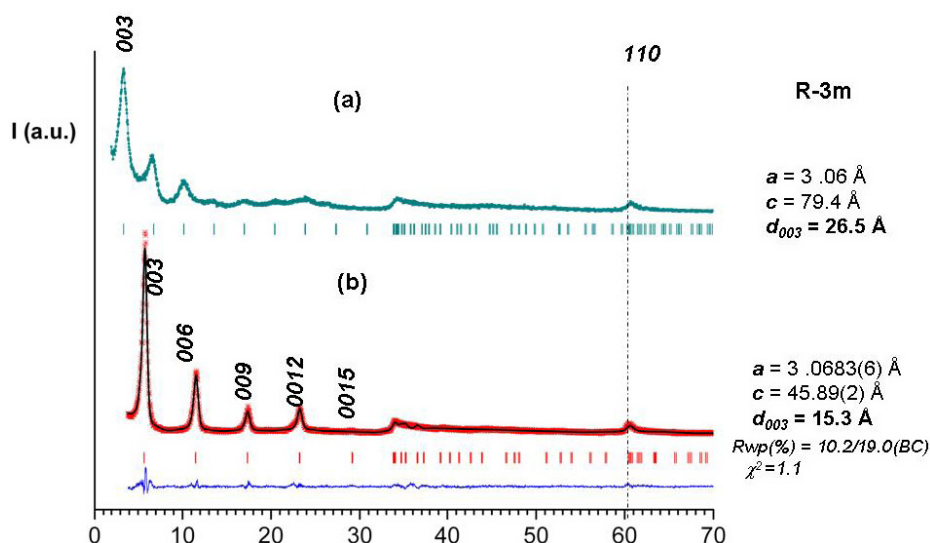 003
110
(a)
R-3m
I (a.u.)
a = 3 .06 Å
c = 79.4 Å
d003 = 26.5 Å
003
(b)
006
009
0012
0015
a = 3 .0683(6) Å
c = 45.89(2) Å
d003 = 15.3 Å
Rwp(%) = 10.2/19.0(BC)
χ²=1.1
0 10 20 30 40 50 60 70